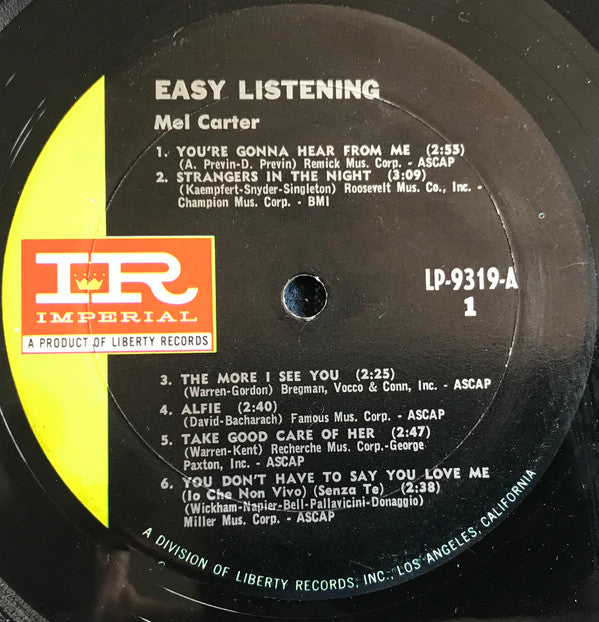 EASY LISTENING
Mel Carter
1. YOU'RE GONNA HEAR FROM ME (2:55)
(A. Previn-D. Previn) Remick Mus. Corp. - ASCAP
2. STRANGERS IN THE NIGHT (3:09)
(Kaempfert-Snyder-Singleton) Roosevelt Mus. Co., Inc. -
Champion Mus. Corp. - BMI
IR
IMPERIAL
A PRODUCT OF LIBERTY RECORDS
LP-9319-A
1
3. THE MORE I SEE YOU (2:25)
(Warren-Gordon) Bregman, Vocco & Conn, Inc. - ASCAP
4. ALFIE (2:40)
(David-Bacharach) Famous Mus. Corp. - ASCAP
5. TAKE GOOD CARE OF HER (2:47)
(Warren-Kent) Recherche Mus. Corp. -George
Paxton, Inc. - ASCAP
6. YOU DON'T HAVE TO SAY YOU LOVE ME
(Io Che Non Vivo) (Senza Te) (2:38)
(Wickham-Napier-Bell-Pallavicini-Donaggio)
Miller Mus. Corp. - ASCAP
A DIVISION OF LIBERTY RECORDS, INC., LOS ANGELES, CALIFORNIA